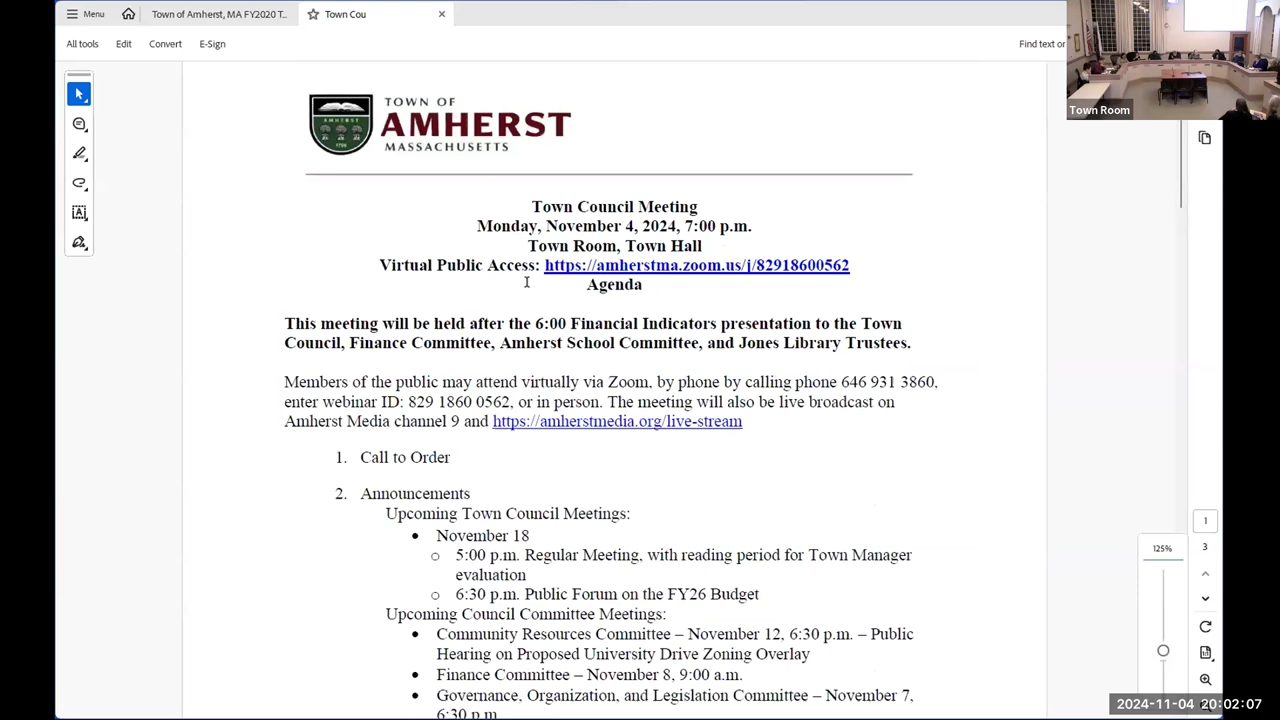 Menu
Town of Amherst, MA FY2020 T...
Town Cou
All tools
Edit
Convert
E-Sign
Find text or
Town Room
TOWN OF
AMHERST
MASSACHUSETTS
Town Council Meeting
Monday, November 4, 2024, 7:00 p.m.
Town Room, Town Hall
Virtual Public Access: https://amherstma.zoom.us/j/82918600562
Agenda
This meeting will be held after the 6:00 Financial Indicators presentation to the Town
Council, Finance Committee, Amherst School Committee, and Jones Library Trustees.
Members of the public may attend virtually via Zoom, by phone by calling phone 646 931 3860,
enter webinar ID: 829 1860 0562, or in person. The meeting will also be live broadcast on
Amherst Media channel 9 and https://amherstmedia.org/live-stream
1. Call to Order
2. Announcements
Upcoming Town Council Meetings:
• November 18
o 5:00 p.m. Regular Meeting, with reading period for Town Manager
evaluation
o 6:30 p.m. Public Forum on the FY26 Budget
Upcoming Council Committee Meetings:
• Community Resources Committee – November 12, 6:30 p.m. – Public
Hearing on Proposed University Drive Zoning Overlay
• Finance Committee – November 8, 9:00 a.m.
• Governance, Organization, and Legislation Committee – November 7,
6:30 p.m.
1
3
125%
2024-11-04 20:02:07